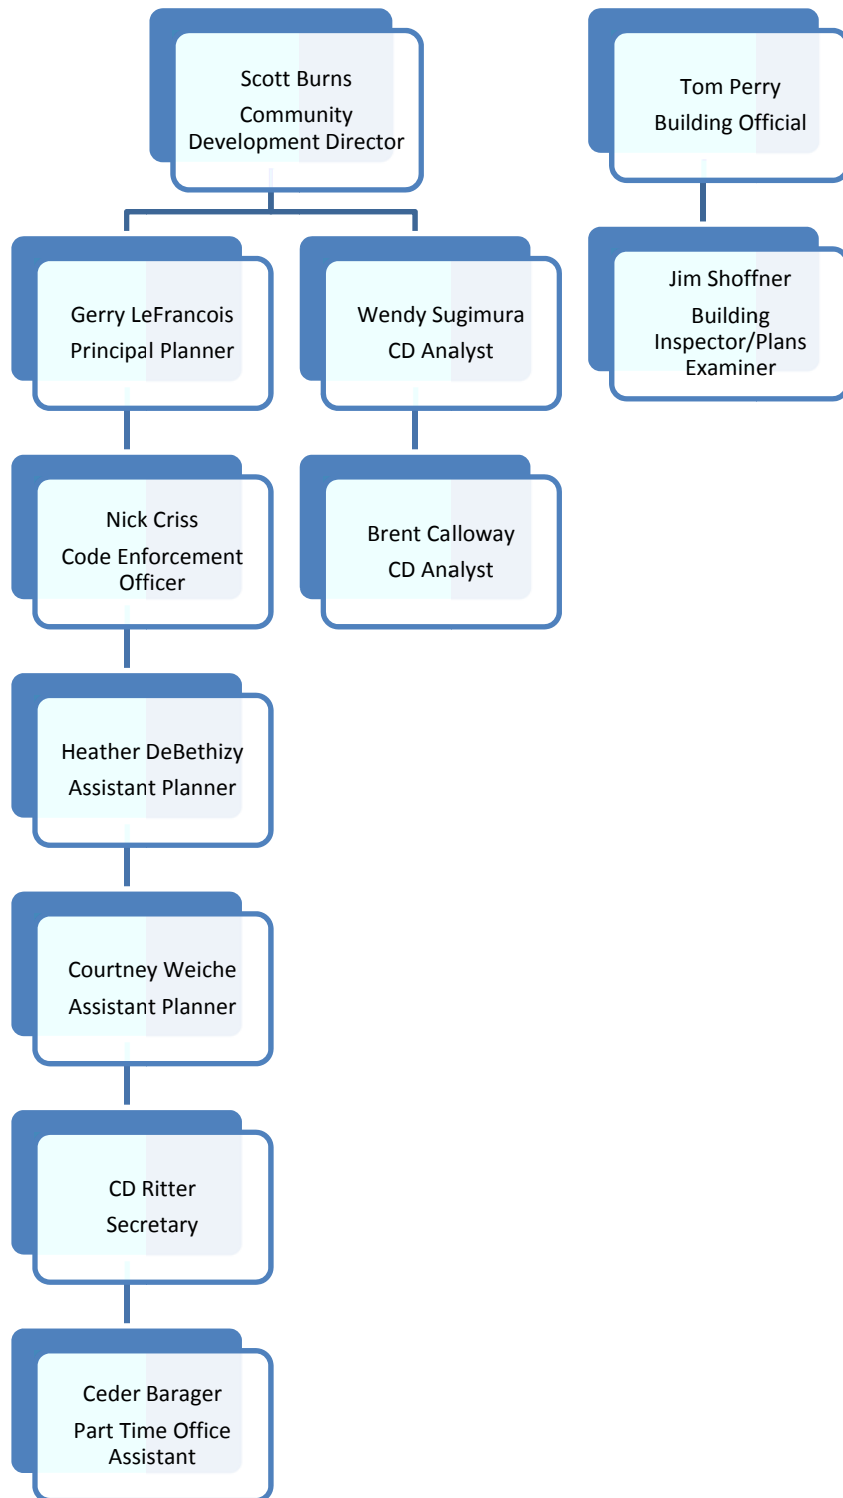 Scott Burns
Community
Development Director
Tom Perry
Building Official
Gerry LeFrancois
Principal Planner
Wendy Sugimura
CD Analyst
Jim Shoffner
Building
Inspector/Plans
Examiner
Nick Criss
Code Enforcement
Officer
Brent Calloway
CD Analyst
Heather DeBethizy
Assistant Planner
Courtney Weiche
Assistant Planner
CD Ritter
Secretary
Ceder Barager
Part Time Office
Assistant